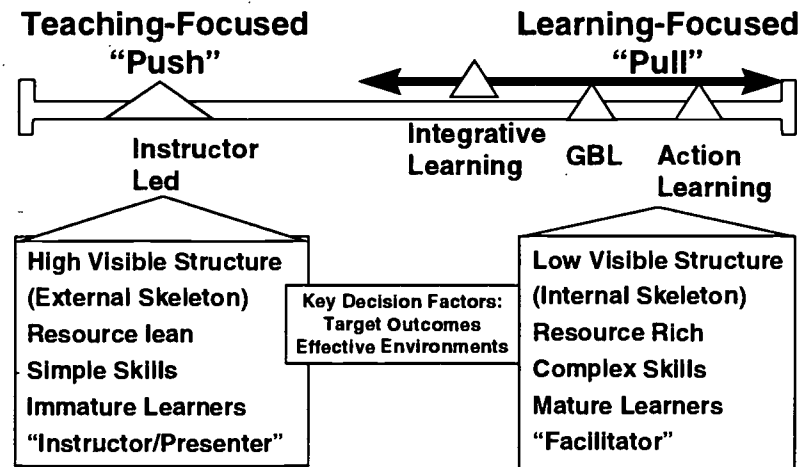 Teaching-Focused
“Push”
Learning-Focused
“Pull”
Instructor
Led
Integrative
Learning
GBL
Action
Learning
High Visible Structure
(External Skeleton)
Resource lean
Simple Skills
Immature Learners
“Instructor/Presenter”
Key Decision Factors:
Target Outcomes
Effective Environments
Low Visible Structure
(Internal Skeleton)
Resource Rich
Complex Skills
Mature Learners
“Facilitator”